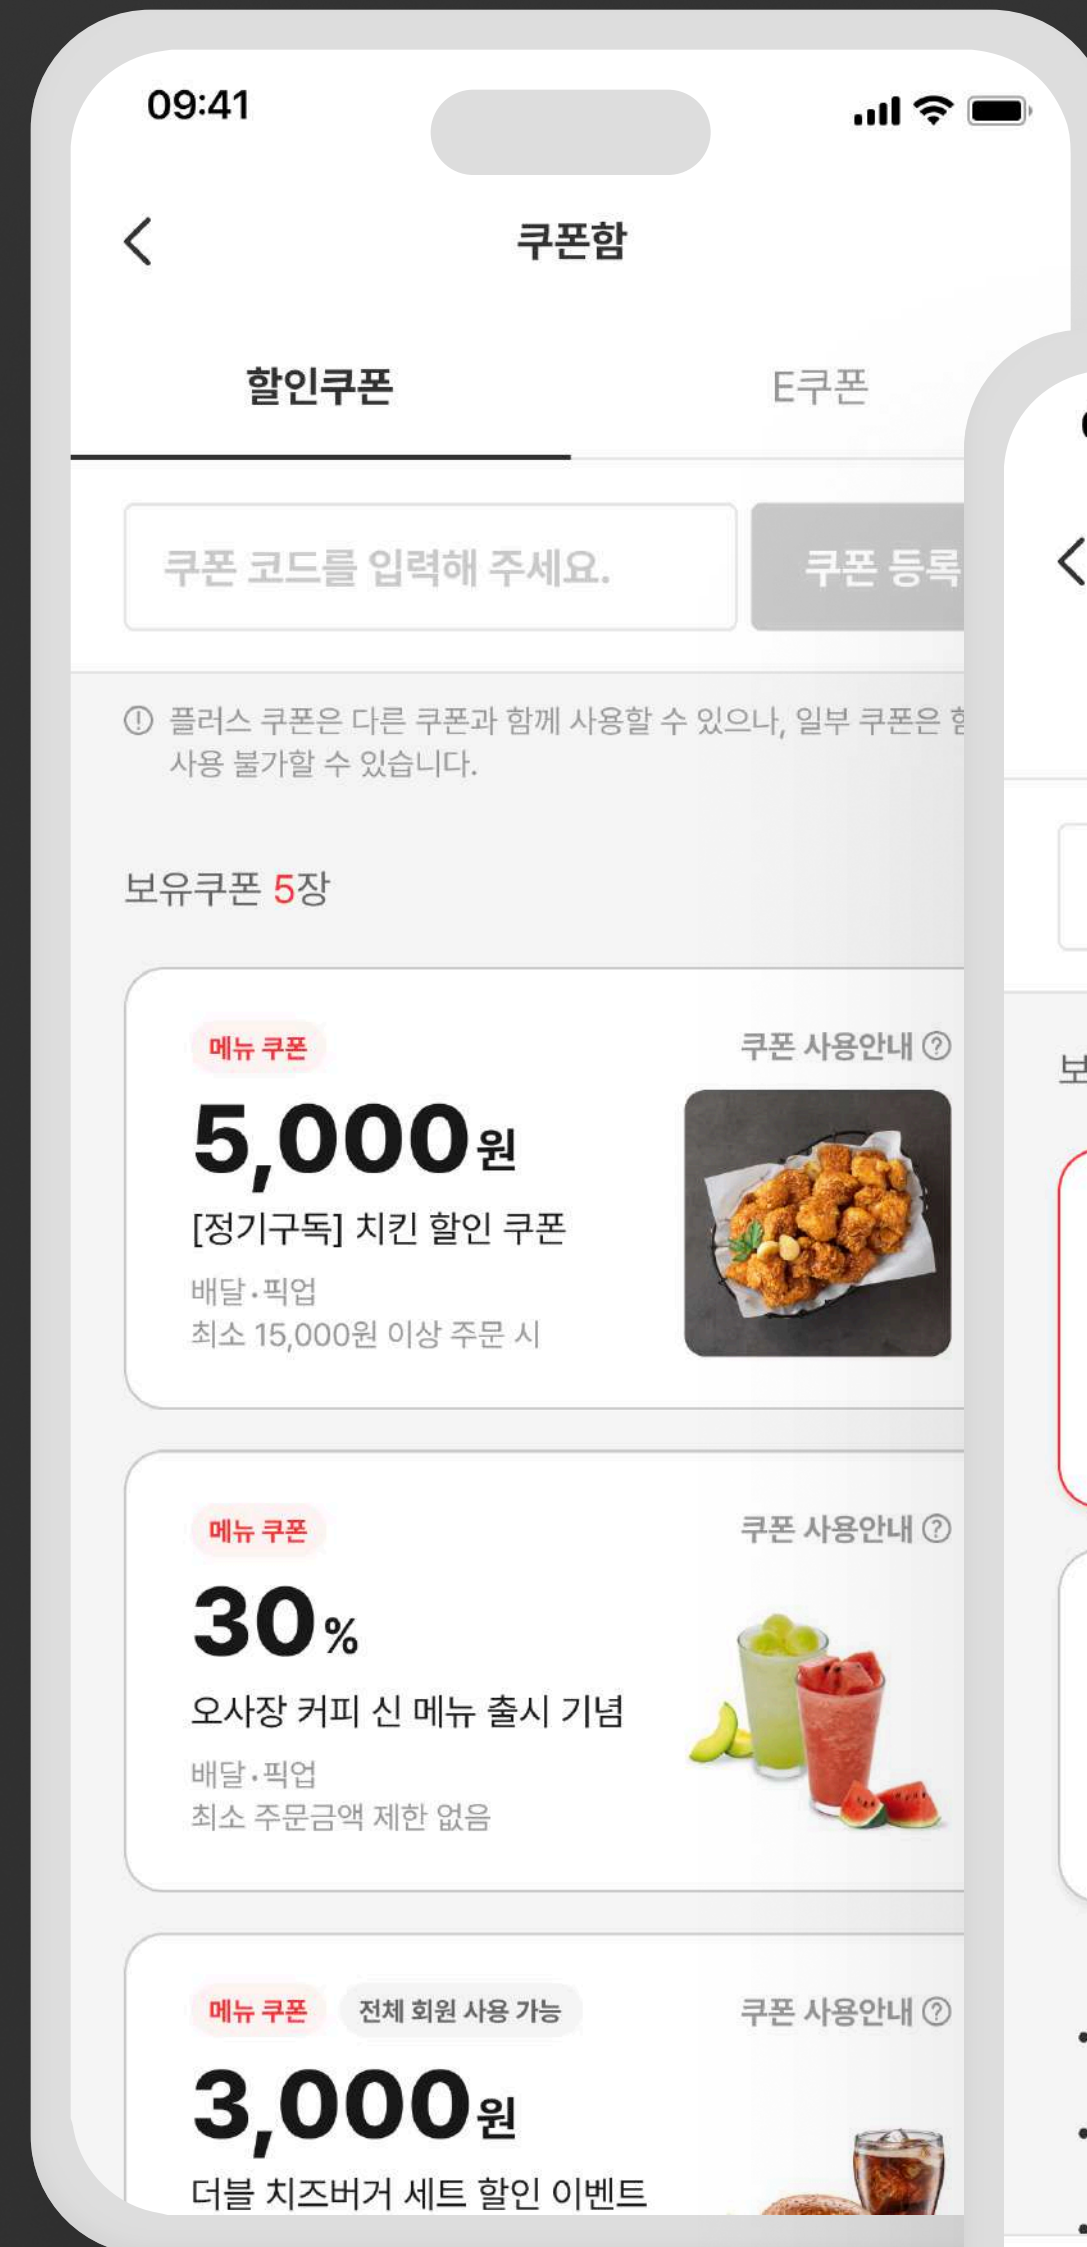 09:41
쿠폰함
할인쿠폰
E쿠폰
쿠폰 코드를 입력해 주세요.
쿠폰 등록
플러스 쿠폰은 다른 쿠폰과 함께 사용할 수 있으나, 일부 쿠폰은
사용 불가할 수 있습니다.
보유쿠폰 5장
메뉴 쿠폰
쿠폰 사용안내
5,000원
[정기구독] 치킨 할인 쿠폰
배달·픽업
최소 15,000원 이상 주문 시
메뉴 쿠폰
쿠폰 사용안내
30%
오사장 커피 신 메뉴 출시 기념
배달·픽업
최소 주문금액 제한 없음
메뉴 쿠폰
전체 회원 사용 가능
쿠폰 사용안내
3,000원
더블 치즈버거 세트 할인 이벤트